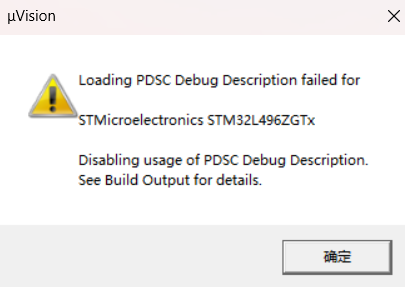 µVision
Loading PDSC Debug Description failed for
STMicroelectronics STM32L496ZGTx
Disabling usage of PDSC Debug Description.
See Build Output for details.
确定